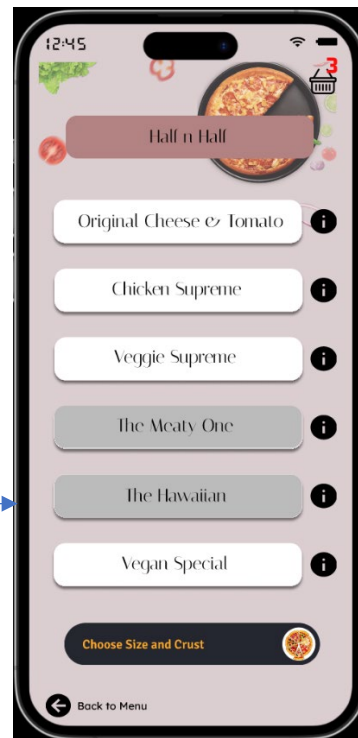 12:45
3
Half n Half
Original Cheese & Tomato
i
Chicken Supreme
i
Veggie Supreme
i
The Meaty One
i
The Hawaiian
i
Vegan Special
i
Choose Size and Crust
Back to Menu